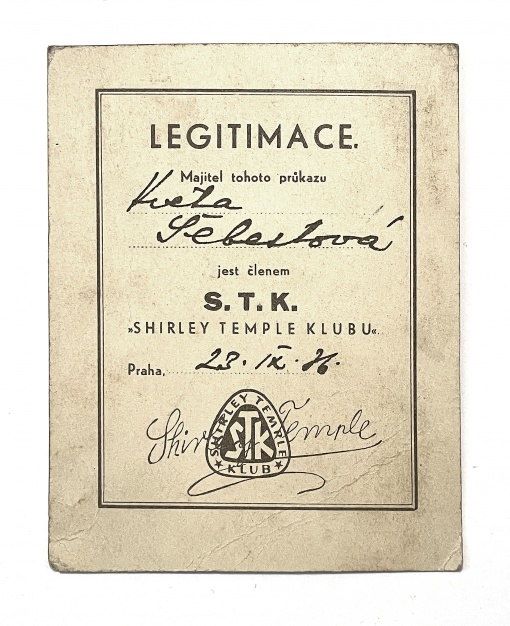 LEGITIMACE.
Majitel tohoto průkazu
Květa
Šebestová
jest členem
S. T. K.
»SHIRLEY TEMPLE KLUBU«.
Praha, 23. IX. 36.
Shirley Temple
SHIRLEY TEMPLE
STK
KLUB